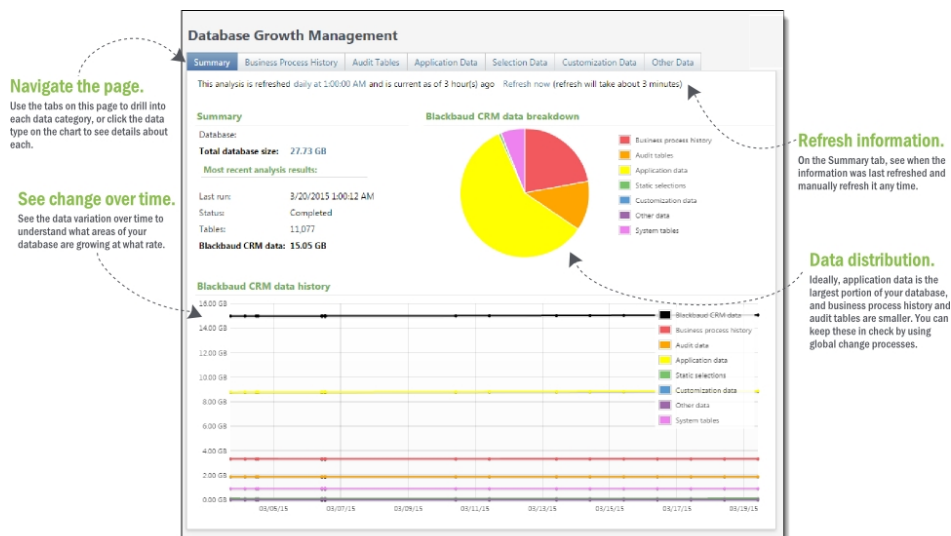 Database Growth Management
Summary
Business Process History
Audit Tables
Application Data
Selection Data
Customization Data
Other Data
This analysis is refreshed daily at 1:00:00 AM and is current as of 3 hour(s) ago Refresh now (refresh will take about 3 minutes)
Navigate the page.
Use the tabs on this page to drill into
each data category, or click the data
type on the chart to see details about
each.
See change over time.
See the data variation over time to
understand what areas of your
database are growing at what rate.
Summary
Database:
Total database size: 27.73 GB
Most recent analysis results:
Last run: 3/20/2015 1:00:12 AM
Status: Completed
Tables: 11,077
Blackbaud CRM data: 15.05 GB
Blackbaud CRM data breakdown
Business process history
Audit tables
Application data
Static selections
Customization data
Other data
System tables
Refresh information.
On the Summary tab, see when the
information was last refreshed and
manually refresh it any time.
Data distribution.
Ideally, application data is the
largest portion of your database,
and business process history and
audit tables are smaller. You can
keep these in check by using
global change processes.
Blackbaud CRM data history
16.00 GB
14.00 GB
12.00 GB
10.00 GB
8.00 GB
6.00 GB
4.00 GB
2.00 GB
0.00 GB
Blackbaud CRM data
Business process history
Audit data
Application data
Static selections
Customization data
Other data
System tables
03/05/15
03/07/15
03/09/15
03/11/15
03/13/15
03/15/15
03/17/15
03/19/15